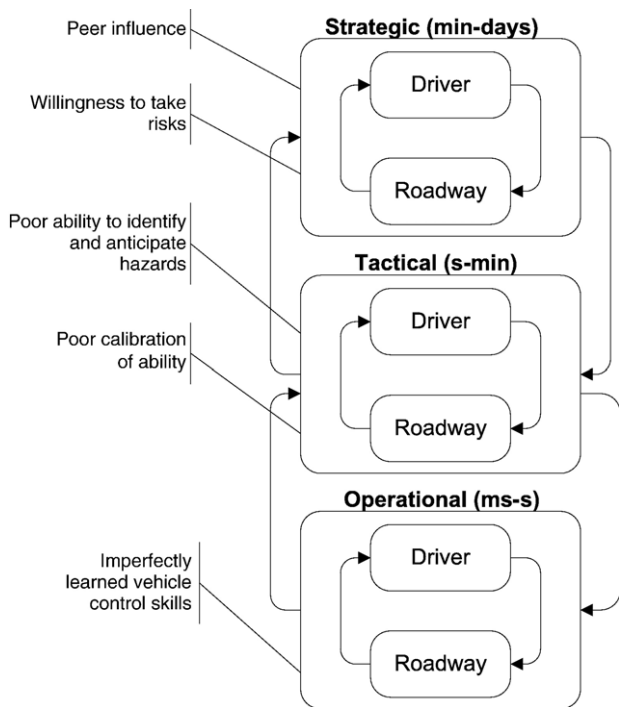 Peer influence
Strategic (min-days)
Driver
Willingness to take
risks
Roadway
Poor ability to identify
and anticipate
hazards
Tactical (s-min)
Driver
Poor calibration
of ability
Roadway
Operational (ms-s)
Driver
Imperfectly
learned vehicle
control skills
Roadway